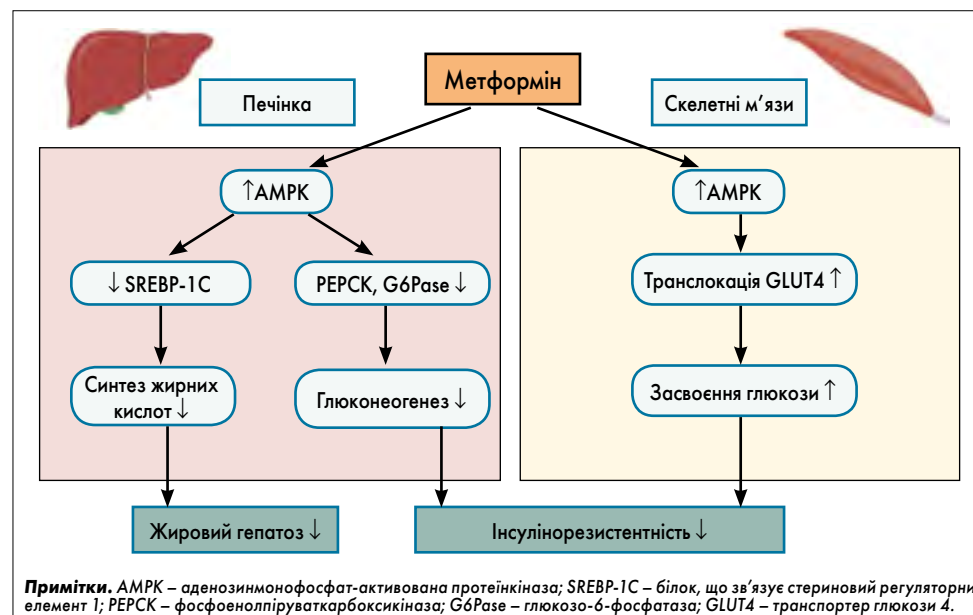 Метформін
Печінка
Скелетні м’язи
↑AMPK
↑AMPK
↓ SREBP-1C
PEPCK, G6Pase ↓
Транслокація GLUT4 ↑
Синтез жирних
кислот ↓
Глюконеогенез ↓
Засвоєння глюкози ↑
Жировий гепатоз ↓
Інсулінорезистентність ↓
Примітки. AMPK – аденозинмонофосфат-активована протеїнкіназа; SREBP-1C – білок, що зв’язує стериновий регуляторни
елемент 1; PEPCK – фосфоенолпіруваткарбоксикіназа; G6Pase – глюкозо-6-фосфатаза; GLUT4 – транспортер глюкози 4.